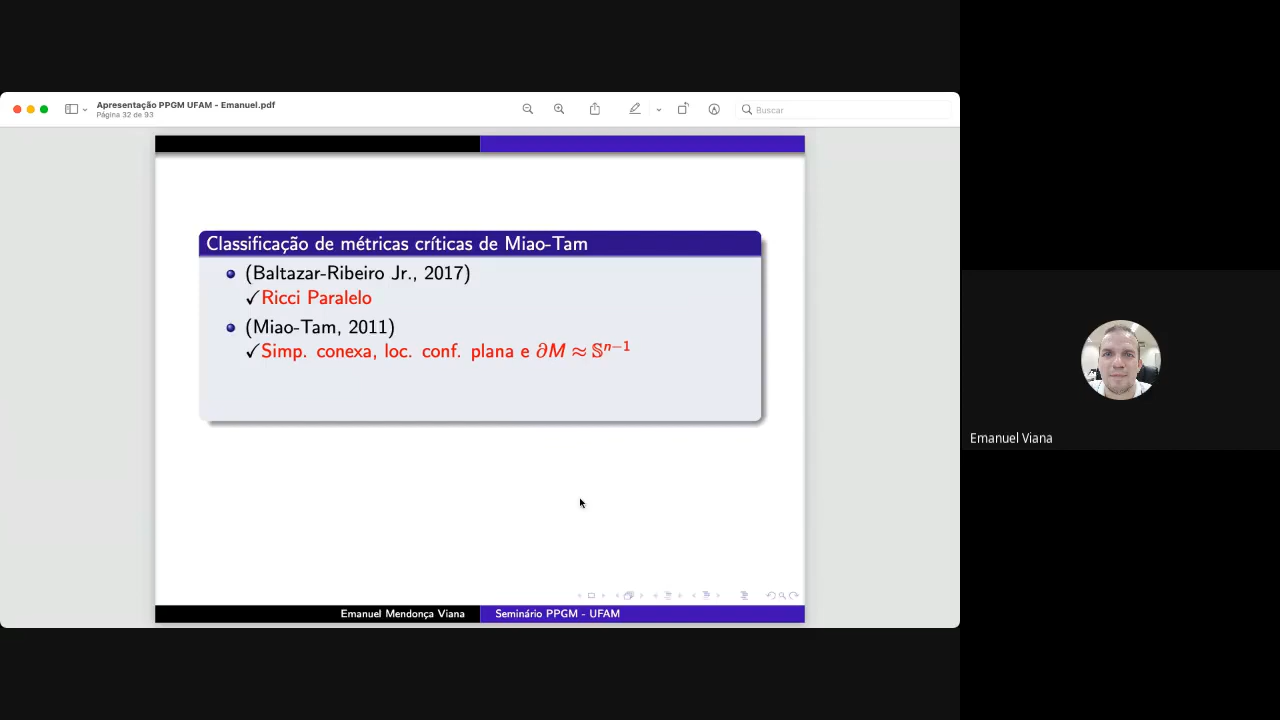 Apresentação PPGM UFAM - Emanuel.pdf
Página 32 de 93
Buscar
Classificação de métricas críticas de Miao-Tam
(Baltazar-Ribeiro Jr., 2017)
✓Ricci Paralelo
(Miao-Tam, 2011)
✓Simp. conexa, loc. conf. plana e ∂M ≈ 𝕊ⁿ⁻¹
Emanuel Mendonça Viana
Seminário PPGM - UFAM
Emanuel Viana